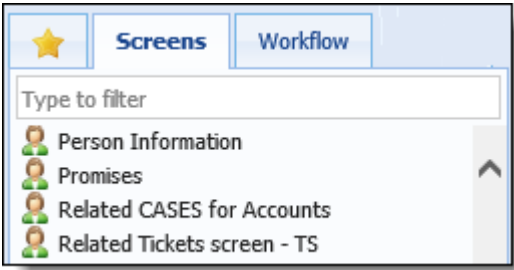 Screens Workflow
Type to filter
Person Information
Promises
Related CASES for Accounts
Related Tickets screen - TS